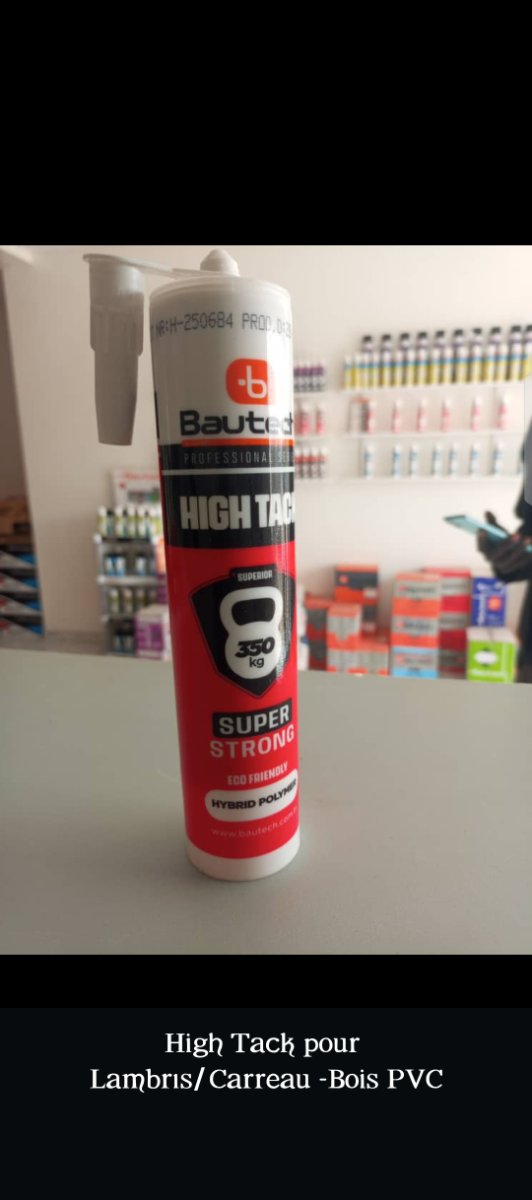 NR:H-250684 PROD.D:
b
Bautech
PROFESSIONAL
HIGH TACK
SUPERIOR
350
kg
SUPER
STRONG
ECO FRIENDLY
HYBRID POLYMER
www.bautech.com
High Tack pour
Lambris/Carreau -Bois PVC